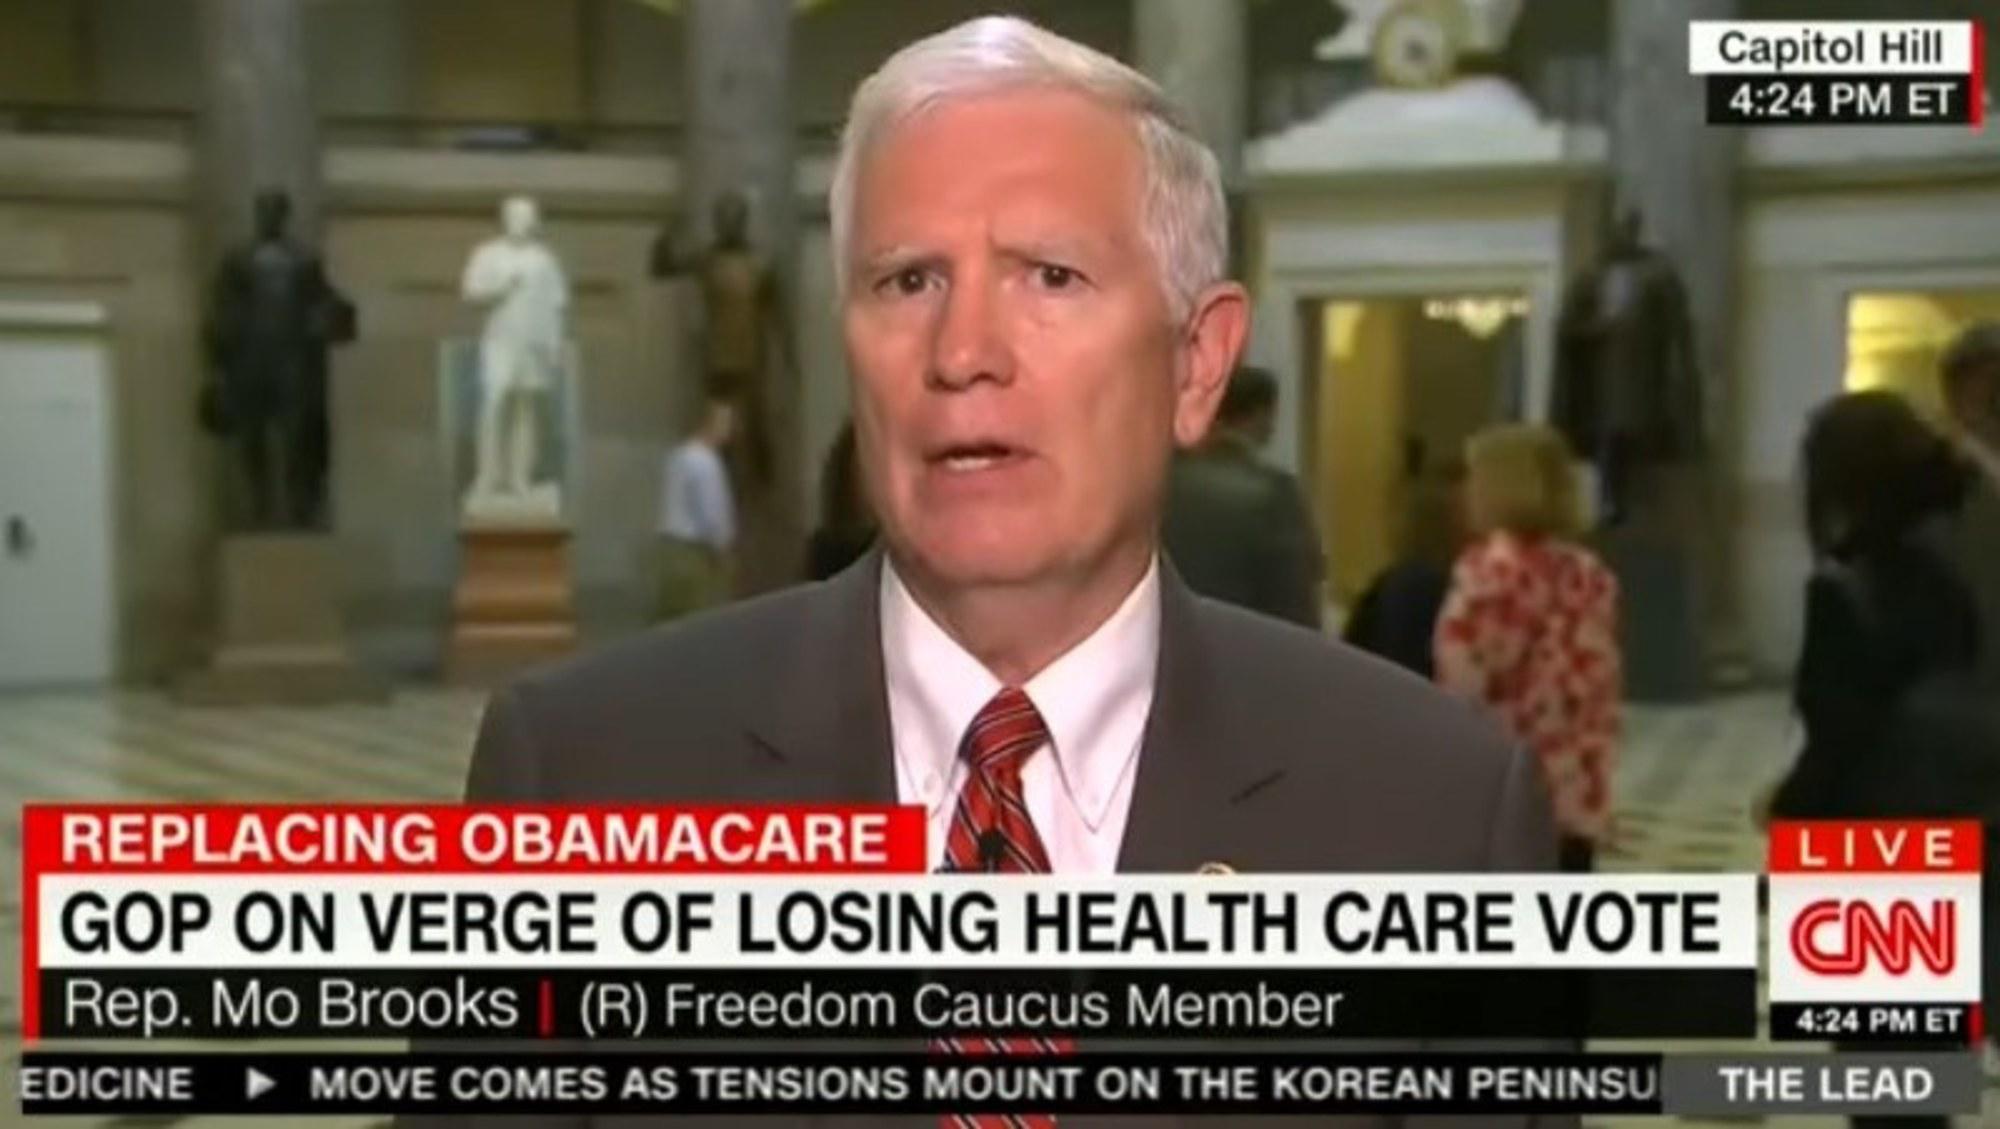 Capitol Hill
4:24 PM ET
REPLACING OBAMACARE
GOP ON VERGE OF LOSING HEALTH CARE VOTE
Rep. Mo Brooks | (R) Freedom Caucus Member
LIVE
CNN
4:24 PM ET
EDICINE ▶ MOVE COMES AS TENSIONS MOUNT ON THE KOREAN PENINSU
THE LEAD